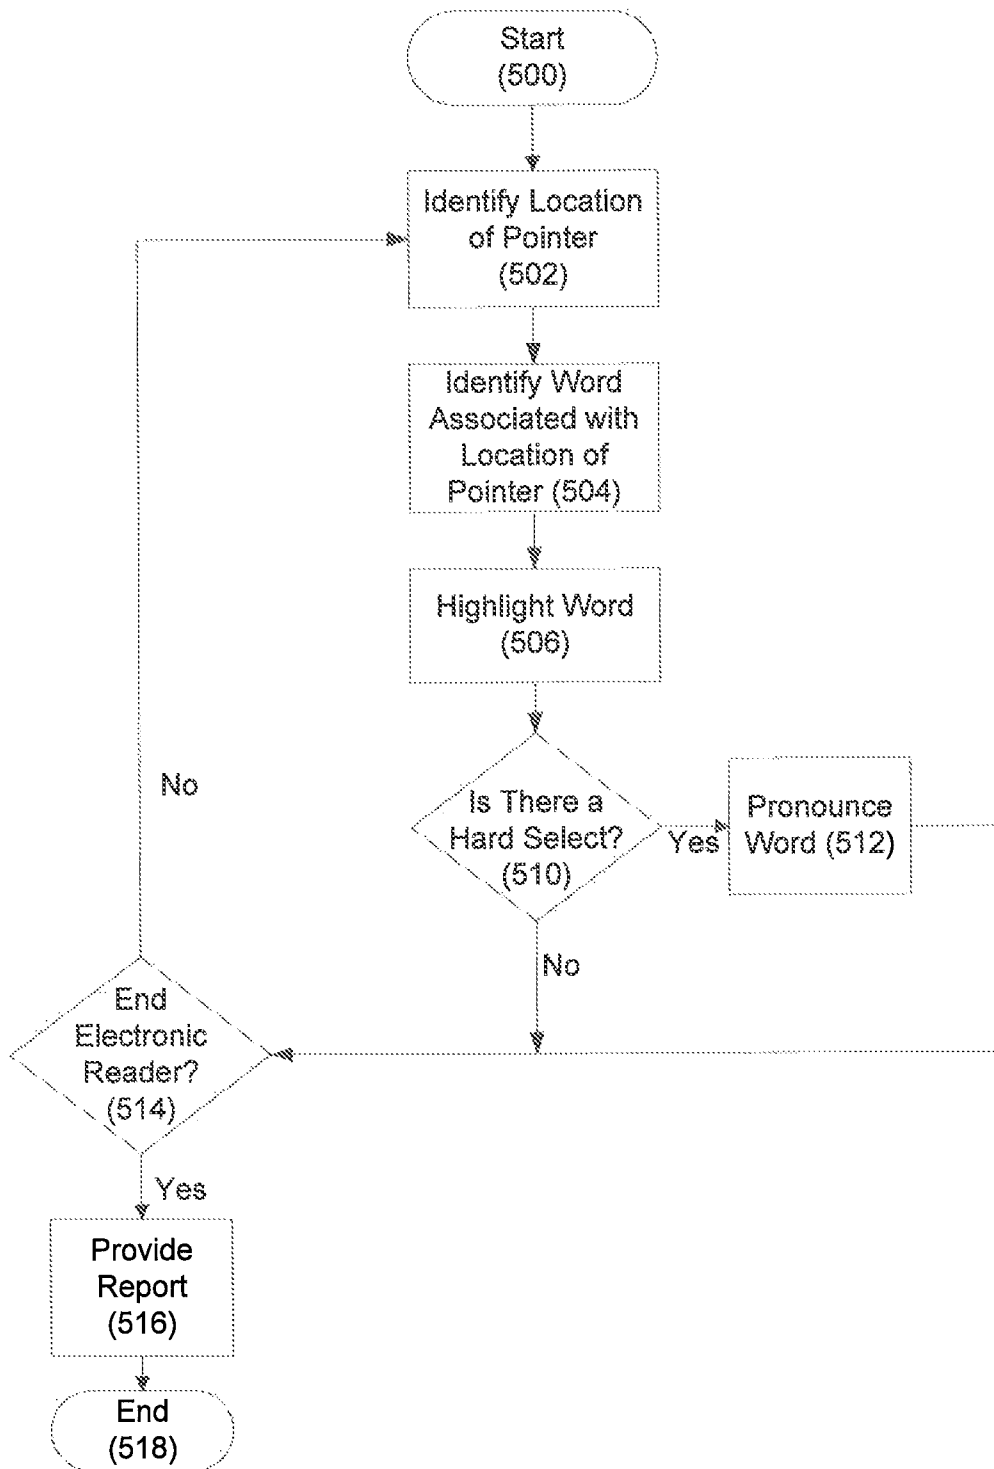 Start
(500)
Identify Location
of Pointer
(502)
Identify Word
Associated with
Location of
Pointer (504)
Highlight Word
(506)
Is There a
Hard Select?
(510)
Yes
Pronounce
Word (512)
No
No
End
Electronic
Reader?
(514)
Yes
Provide
Report
(516)
End
(518)